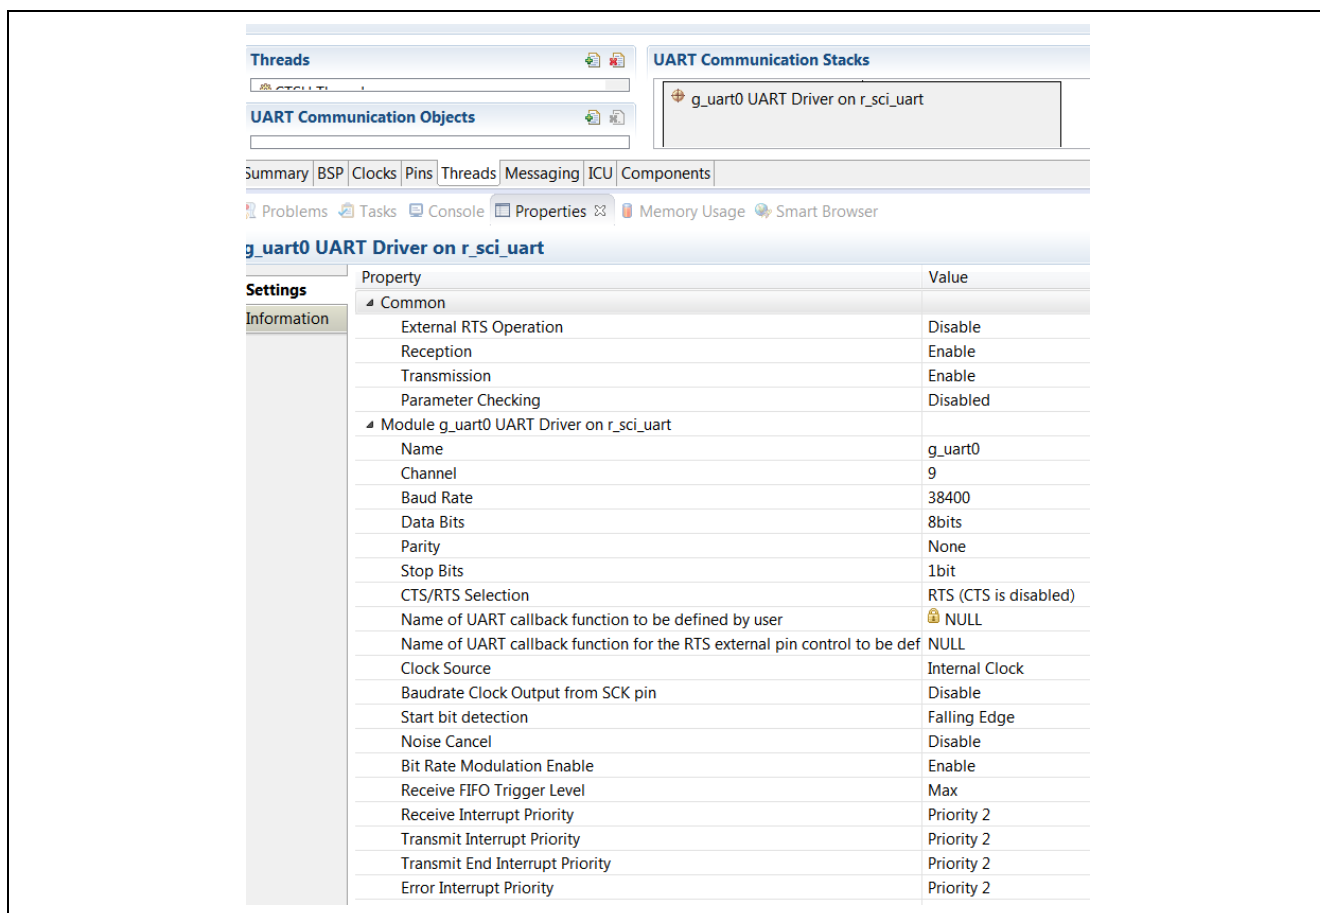 Threads
UART Communication Stacks
g_uart0 UART Driver on r_sci_uart
UART Communication Objects
Summary BSP Clocks Pins Threads Messaging ICU Components
Problems Tasks Console Properties Memory Usage Smart Browser
g_uart0 UART Driver on r_sci_uart
Settings
Information
Property Value
Common
External RTS Operation Disable
Reception Enable
Transmission Enable
Parameter Checking Disabled
Module g_uart0 UART Driver on r_sci_uart
Name g_uart0
Channel 9
Baud Rate 38400
Data Bits 8bits
Parity None
Stop Bits 1bit
CTS/RTS Selection RTS (CTS is disabled)
Name of UART callback function to be defined by user NULL
Name of UART callback function for the RTS external pin control to be def NULL
Clock Source Internal Clock
Baudrate Clock Output from SCK pin Disable
Start bit detection Falling Edge
Noise Cancel Disable
Bit Rate Modulation Enable Enable
Receive FIFO Trigger Level Max
Receive Interrupt Priority Priority 2
Transmit Interrupt Priority Priority 2
Transmit End Interrupt Priority Priority 2
Error Interrupt Priority Priority 2